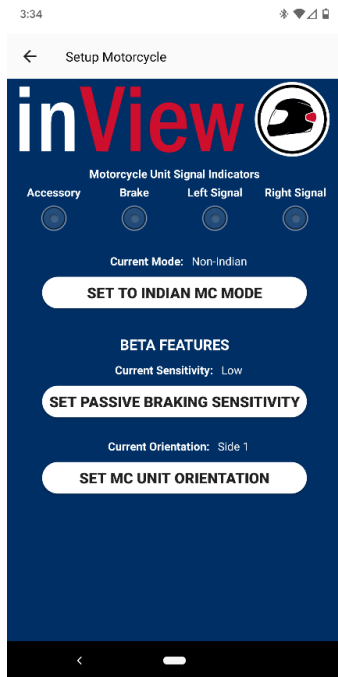 3:34
Setup Motorcycle
inView
Motorcycle Unit Signal Indicators
Accessory Brake Left Signal Right Signal
Current Mode: Non-Indian
SET TO INDIAN MC MODE
BETA FEATURES
Current Sensitivity: Low
SET PASSIVE BRAKING SENSITIVITY
Current Orientation: Side 1
SET MC UNIT ORIENTATION